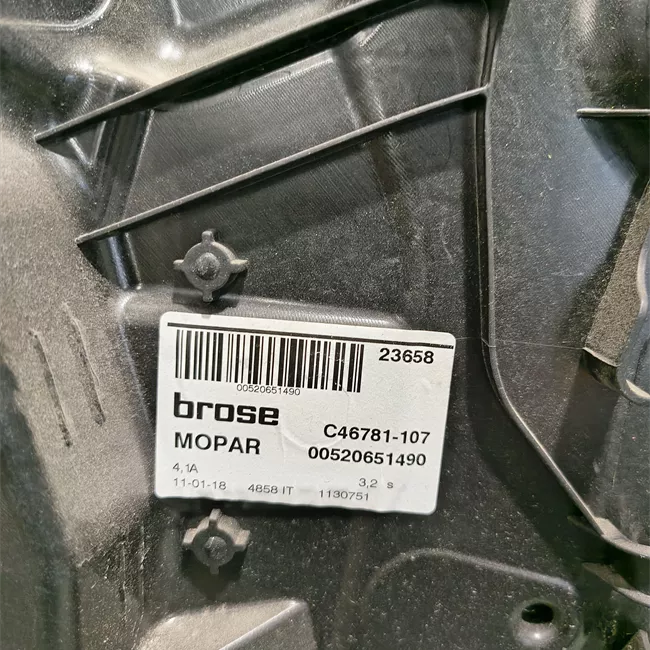 23658
00520651490
brose
C46781-107
MOPAR 00520651490
4,1A 3,2 s
11-01-18 4858 IT 1130751